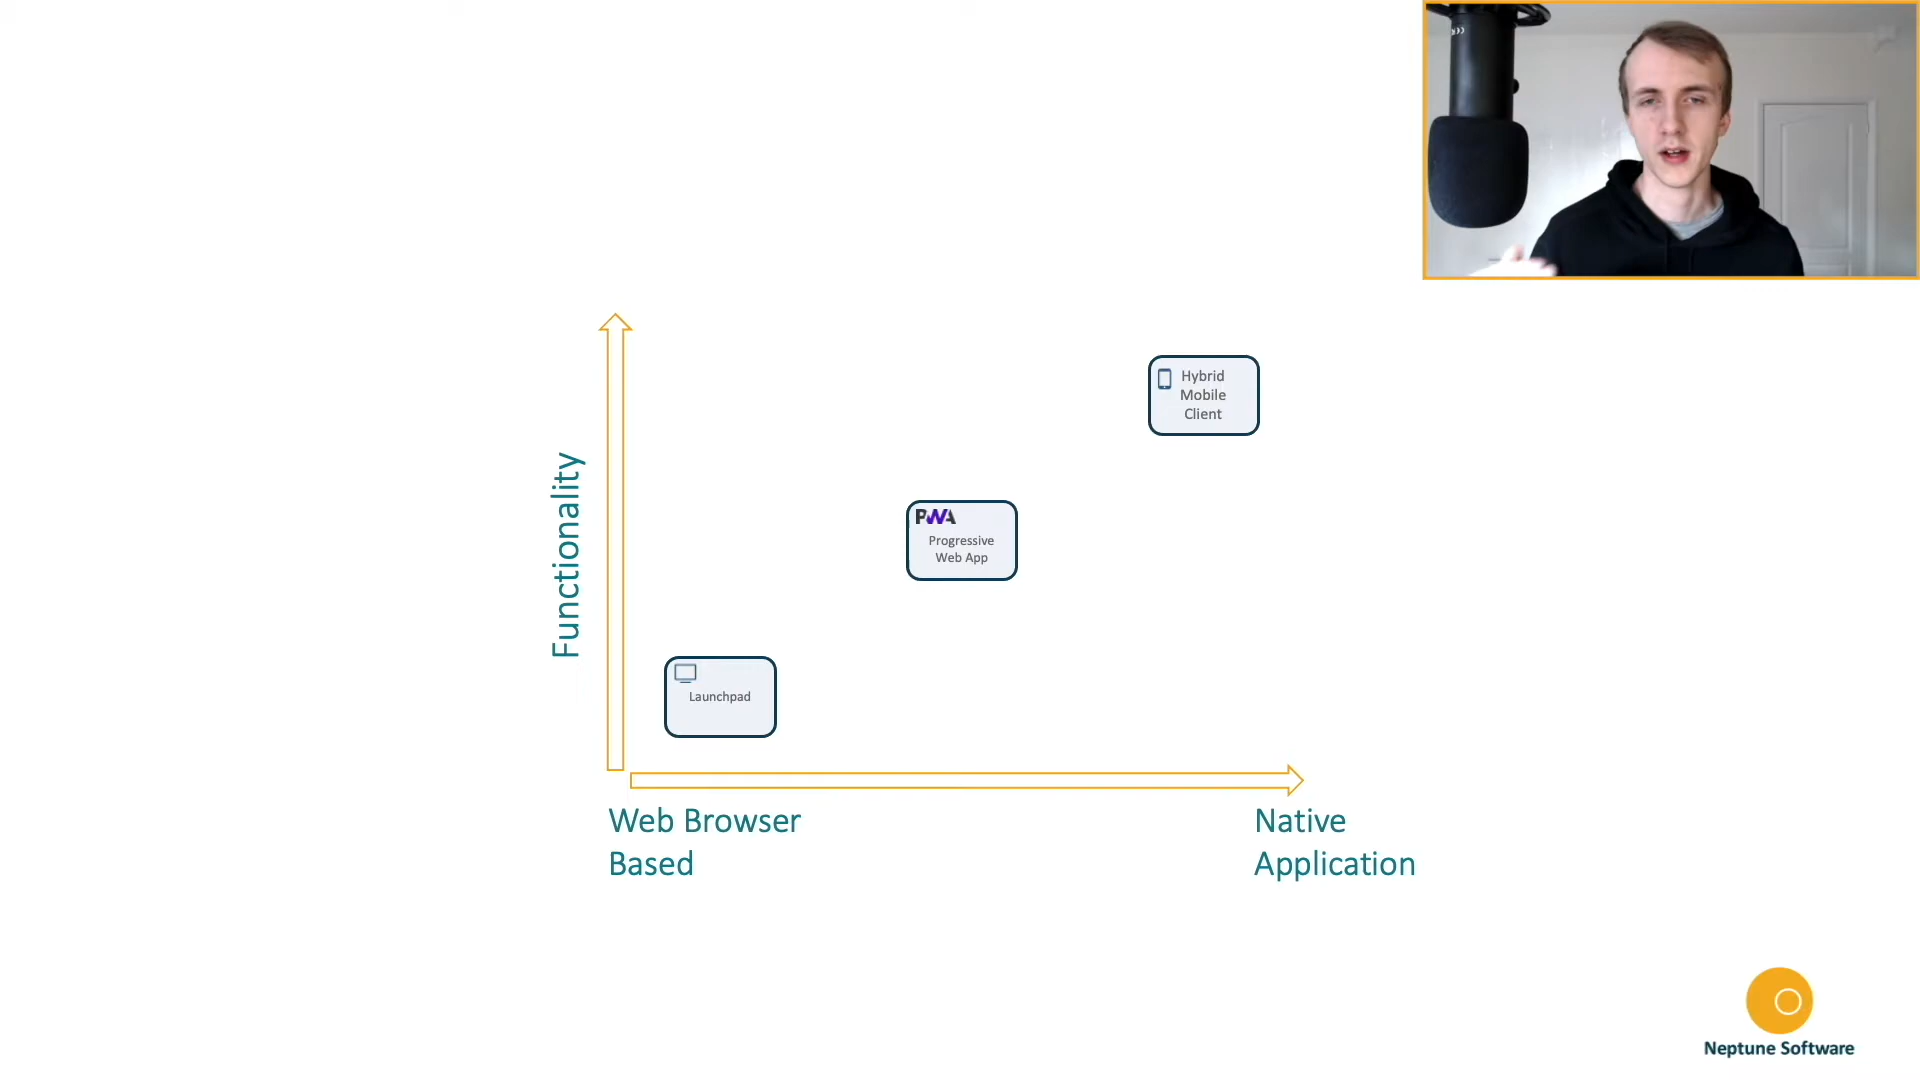 Hybrid
Mobile
Client
Functionality
PWA
Progressive
Web App
Launchpad
Web Browser
Based
Native
Application
Neptune Software